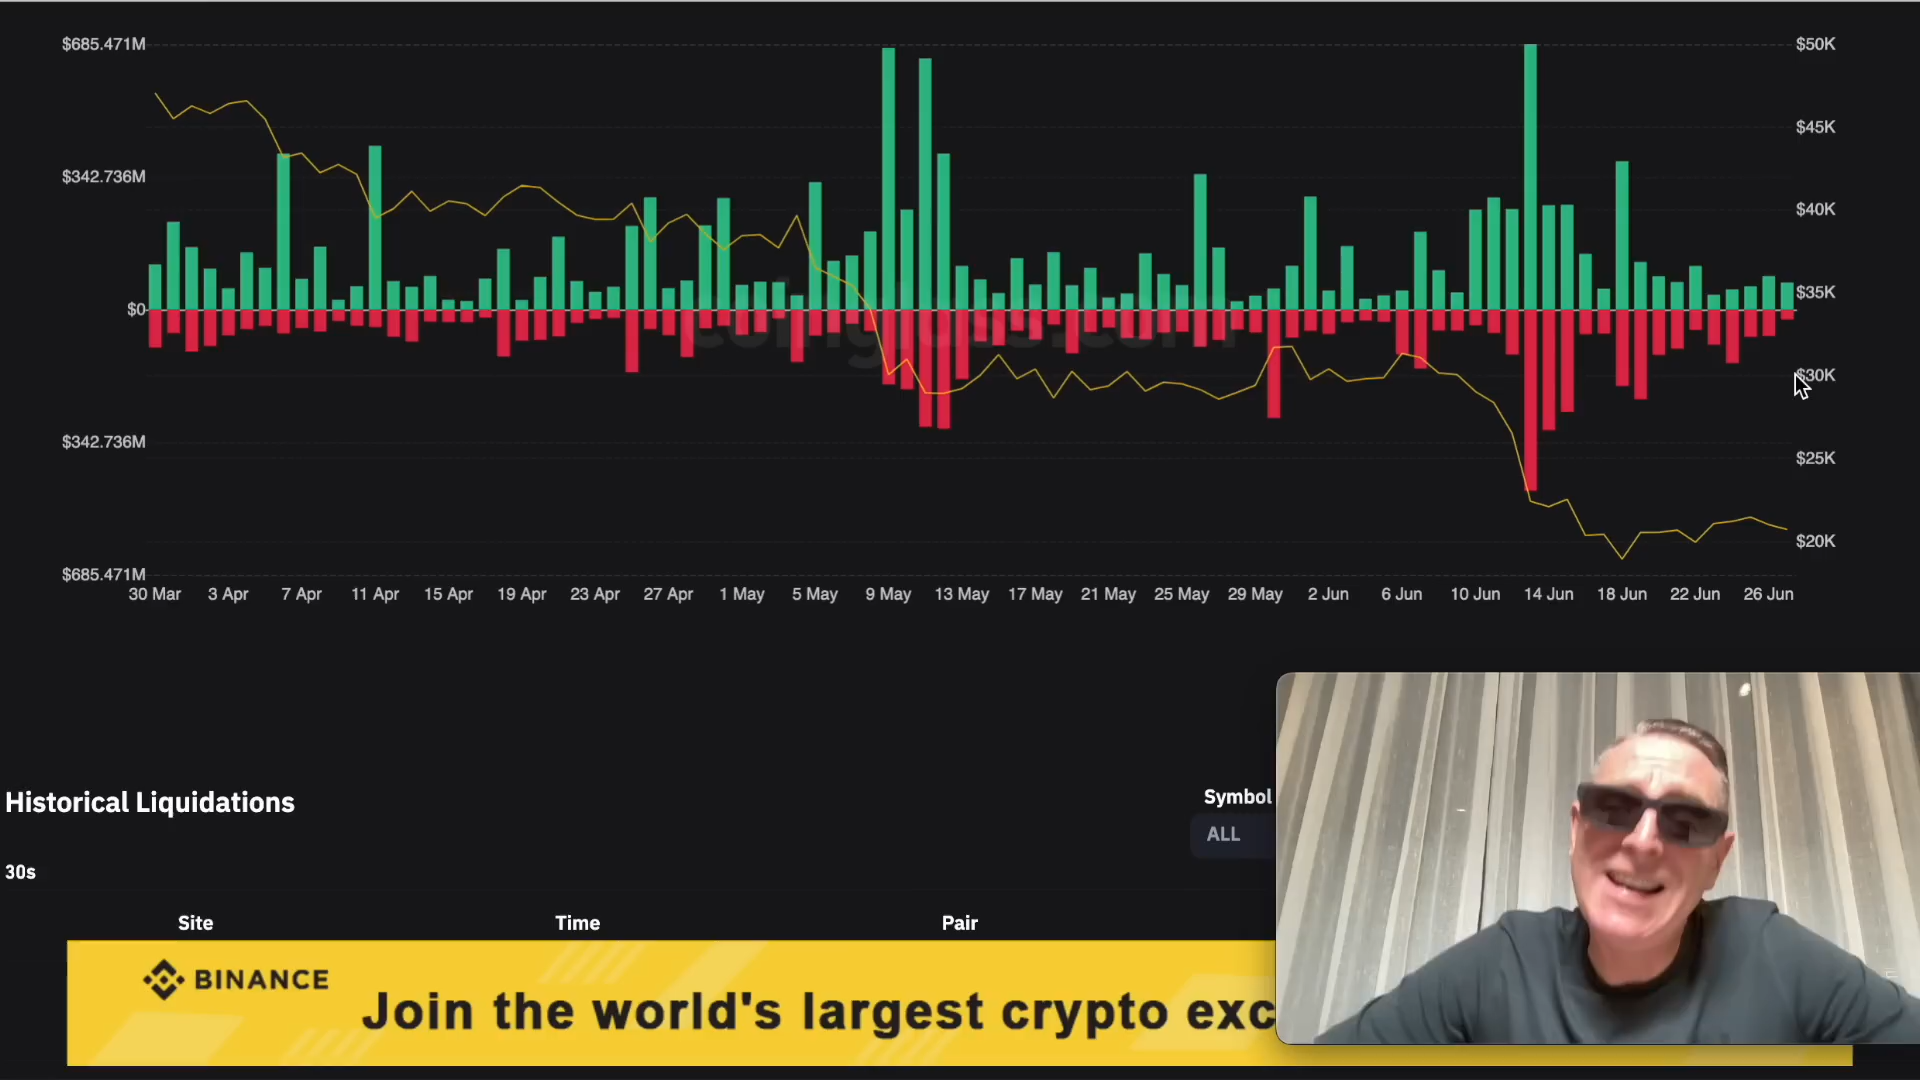 $685.471M
$50K
$45K
$342.736M
$40K
$0
$35K
coinglass.com
$30K
$342.736M
$25K
$20K
$685.471M
30 Mar 3 Apr 7 Apr 11 Apr 15 Apr 19 Apr 23 Apr 27 Apr 1 May 5 May 9 May 13 May 17 May 21 May 25 May 29 May 2 Jun 6 Jun 10 Jun 14 Jun 18 Jun 22 Jun 26 Jun
Historical Liquidations
Symbol
ALL
30s
Site Time Pair
BINANCE
Join the world's largest crypto exc